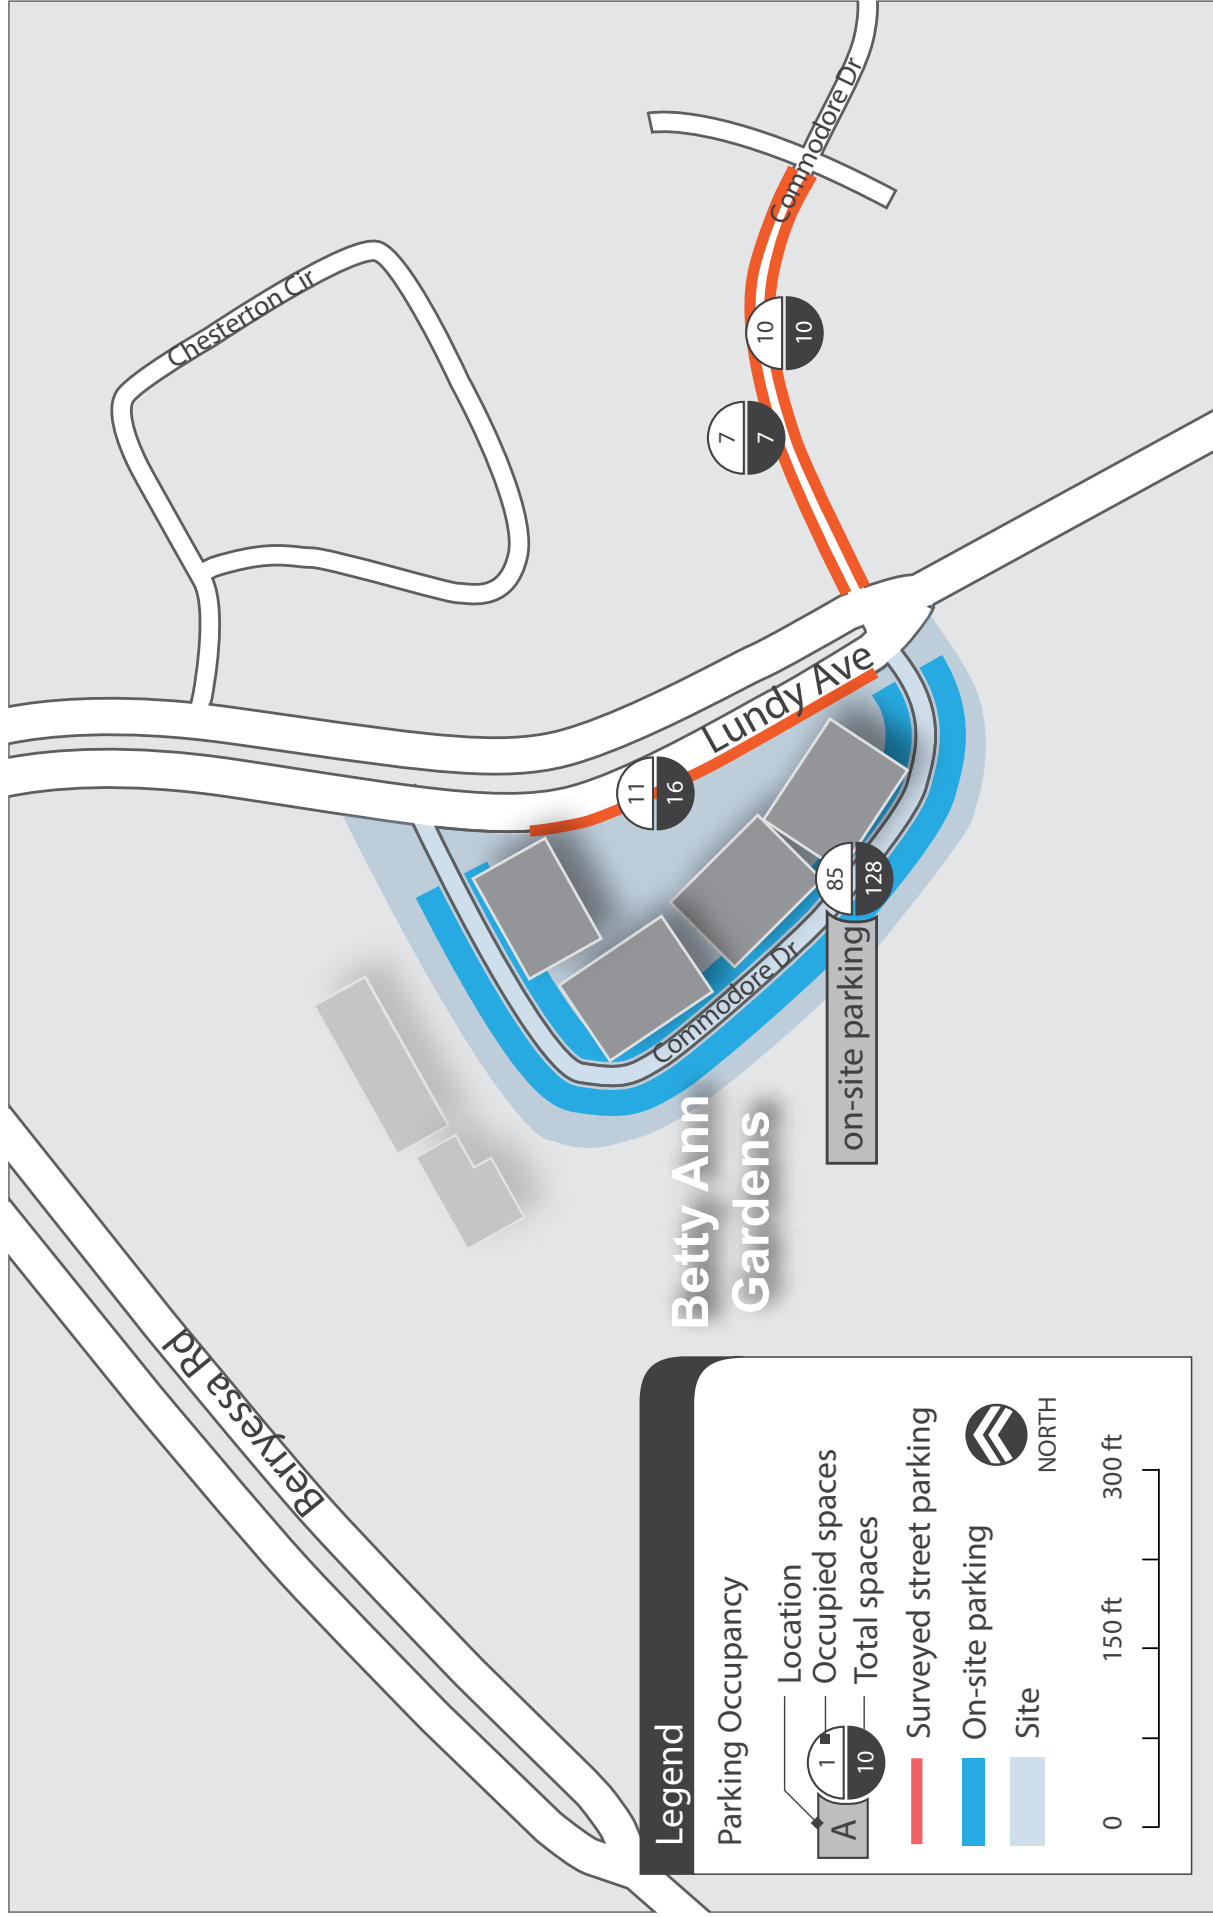 Berryessa Rd
Chesterton Cir
Commodore Dr
10
10
7
7
Lundy Ave
11
16
85
128
on-site parking
Commodore Dr
Betty Ann
Gardens
Legend
Parking Occupancy
Location
Occupied spaces
Total spaces
A
1
10
Surveyed street parking
On-site parking
Site
NORTH
0
150 ft
300 ft